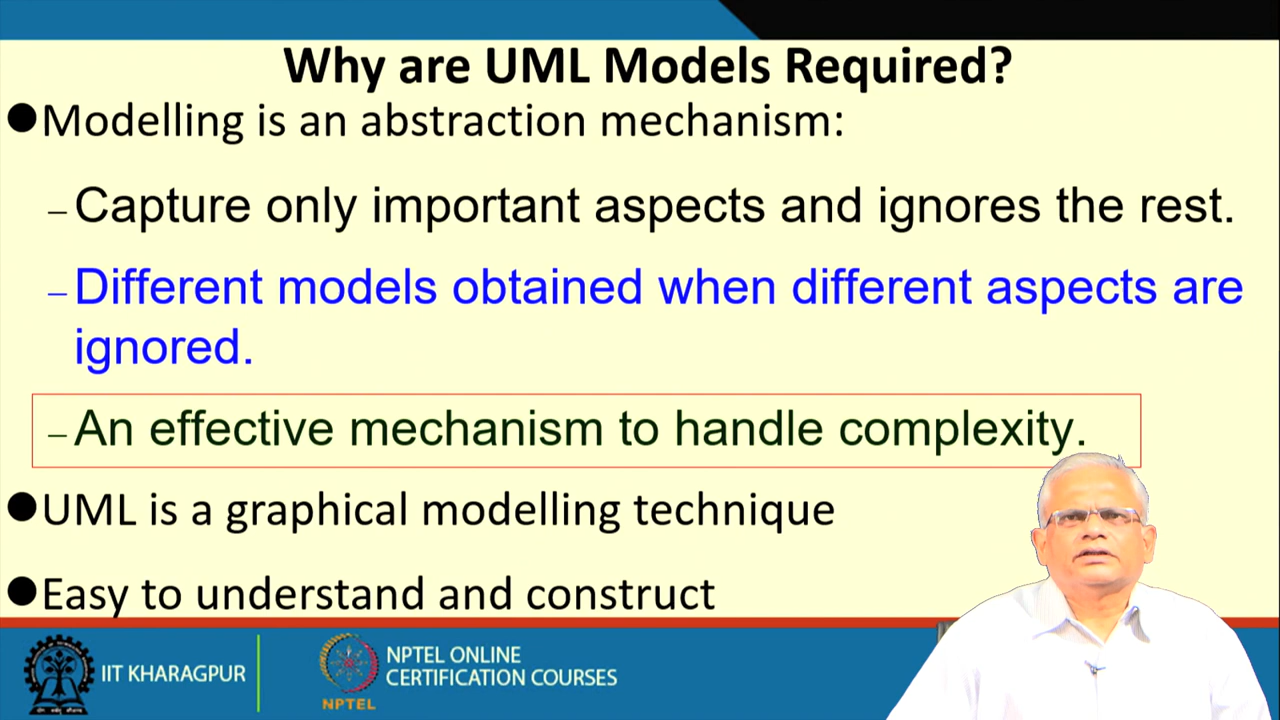 Why are UML Models Required?
●Modelling is an abstraction mechanism:
–Capture only important aspects and ignores the rest.
–Different models obtained when different aspects are
ignored.
–An effective mechanism to handle complexity.
●UML is a graphical modelling technique
●Easy to understand and construct
IIT KHARAGPUR
NPTEL
NPTEL ONLINE
CERTIFICATION COURSES